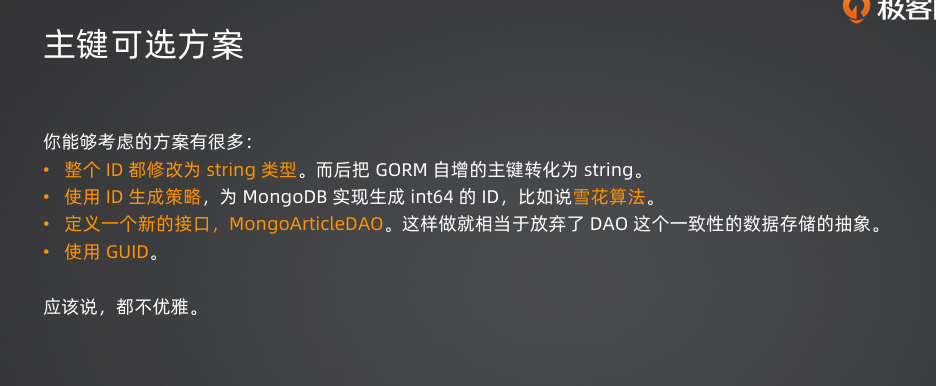 极客
主键可选方案
你能够考虑的方案有很多：
• 整个 ID 都修改为 string 类型。而后把 GORM 自增的主键转化为 string。
• 使用 ID 生成策略，为 MongoDB 实现生成 int64 的 ID，比如说雪花算法。
• 定义一个新的接口，MongoArticleDAO。这样做就相当于放弃了 DAO 这个一致性的数据存储的抽象。
• 使用 GUID。
应该说，都不优雅。